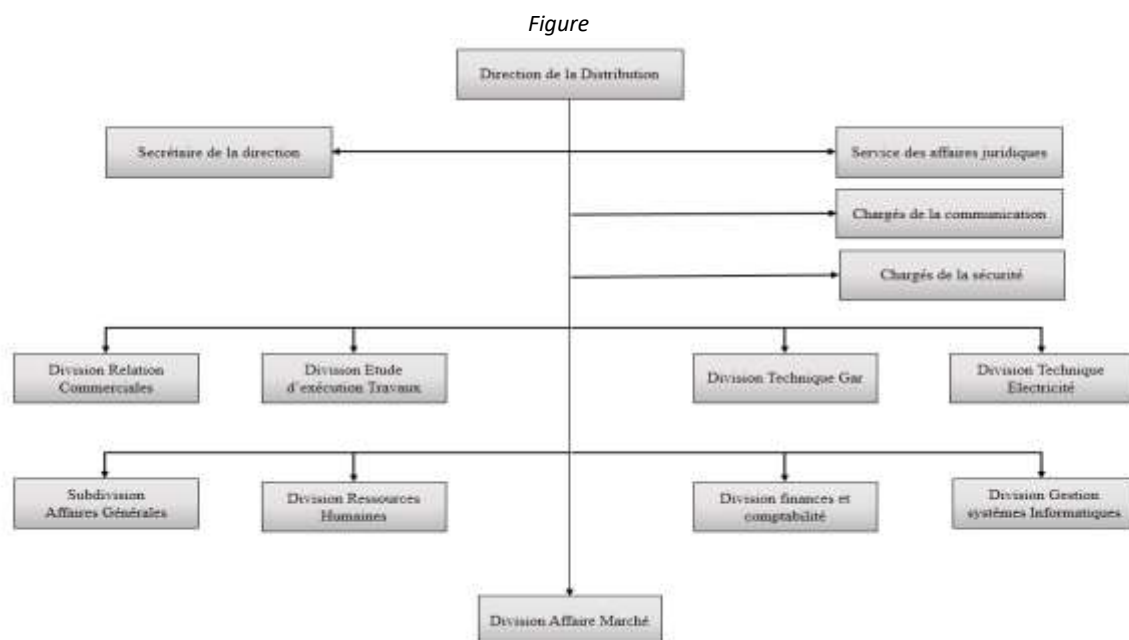 Figure
Direction de la Distribution
Secrétaire de la direction
Service des affaires juridiques
Chargés de la communication
Chargés de la sécurité
Division Relation
Commerciales
Division Etude
d'exécution Travaux
Division Technique Gar
Division Technique
Electricité
Subdivision
Affaires Générales
Division Ressources
Humaines
Division finances et
comptabilité
Division Gestion
systèmes Informatiques
Division Affaire Marché